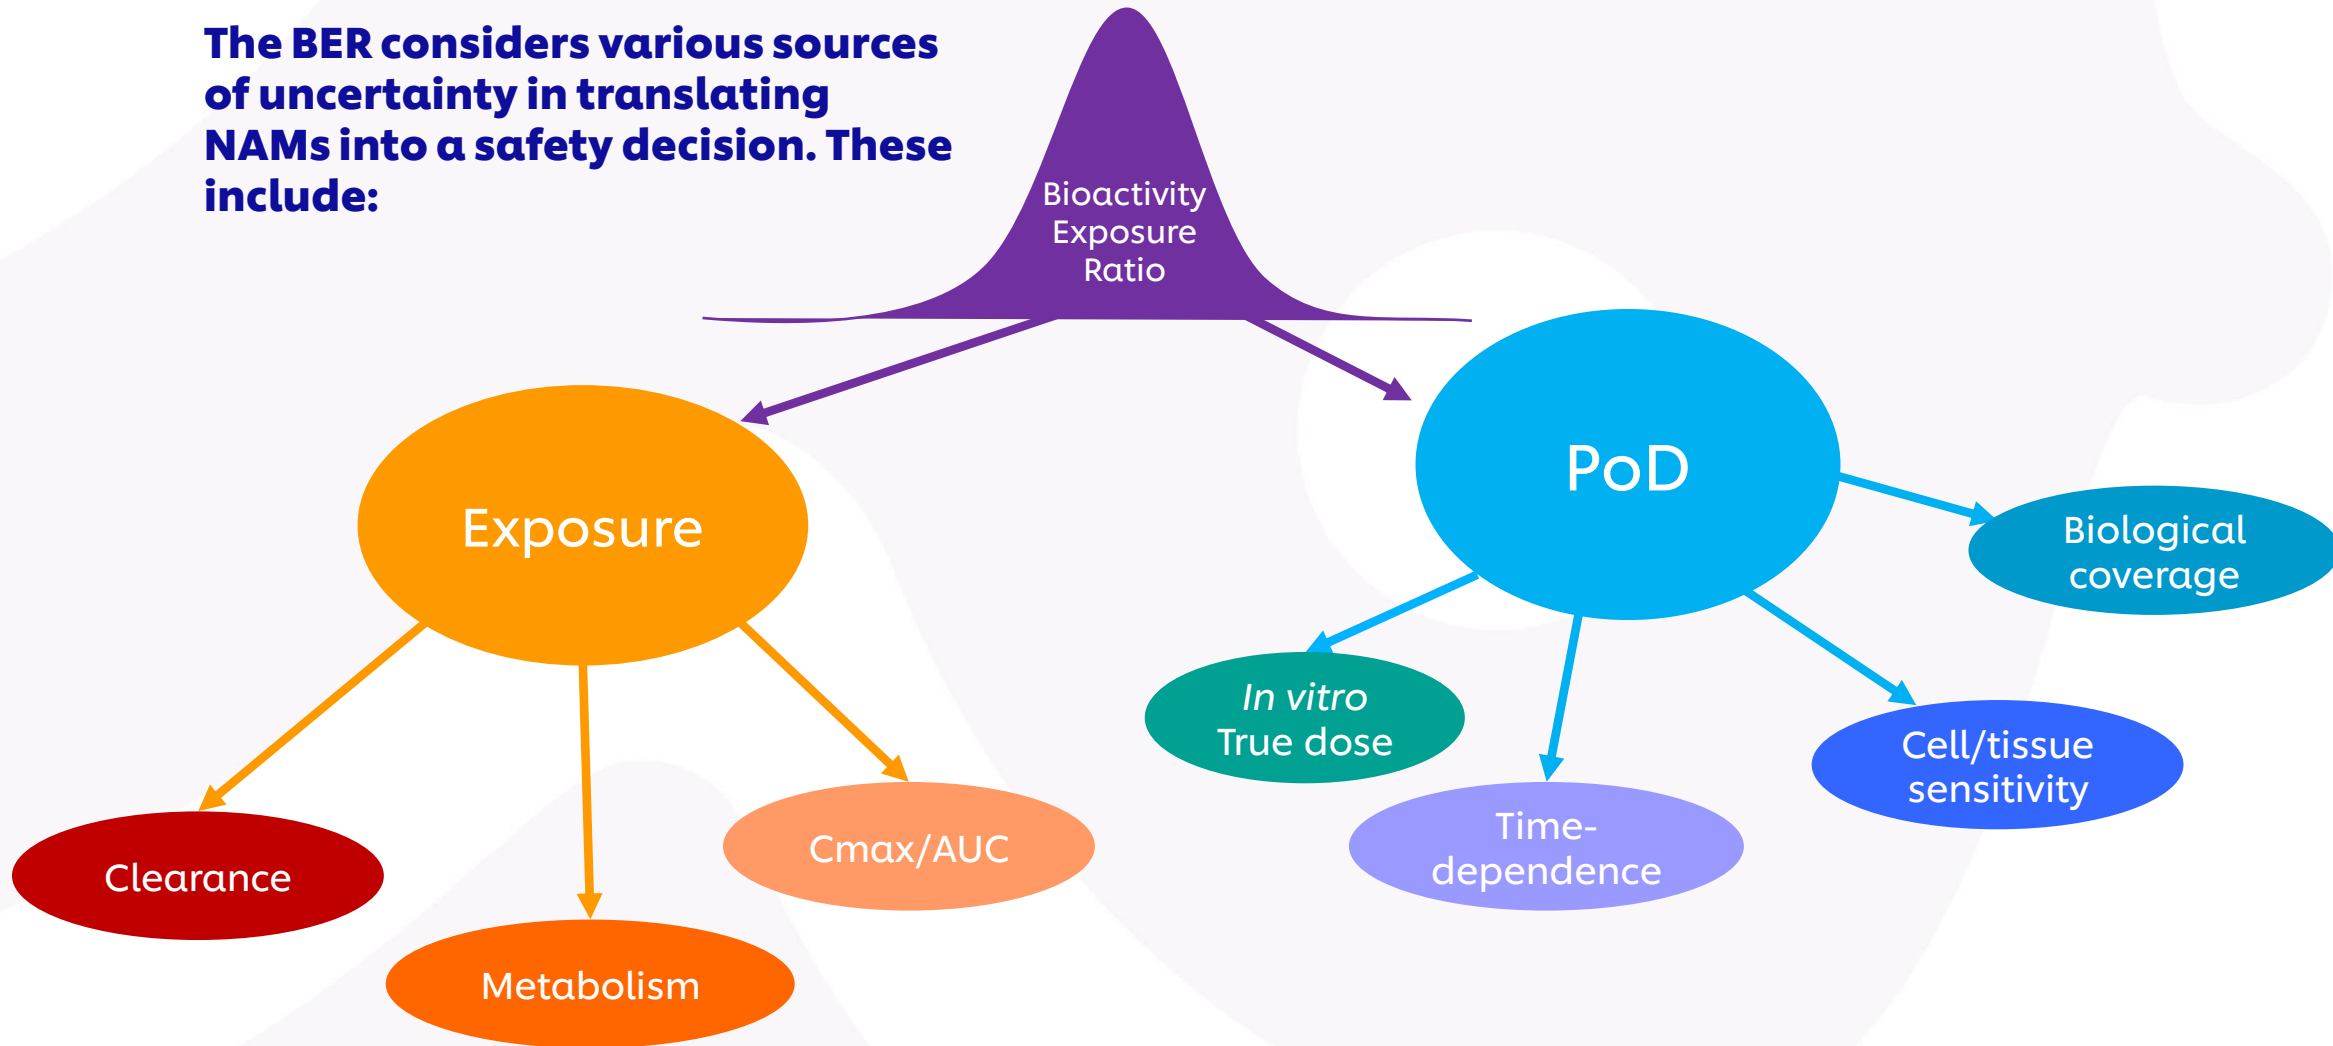 The BER considers various sources
of uncertainty in translating
NAMs into a safety decision. These
include:
Bioactivity
Exposure
Ratio
Exposure
PoD
Biological
coverage
In vitro
True dose
Cell/tissue
sensitivity
Time-
dependence
Cmax/AUC
Clearance
Metabolism